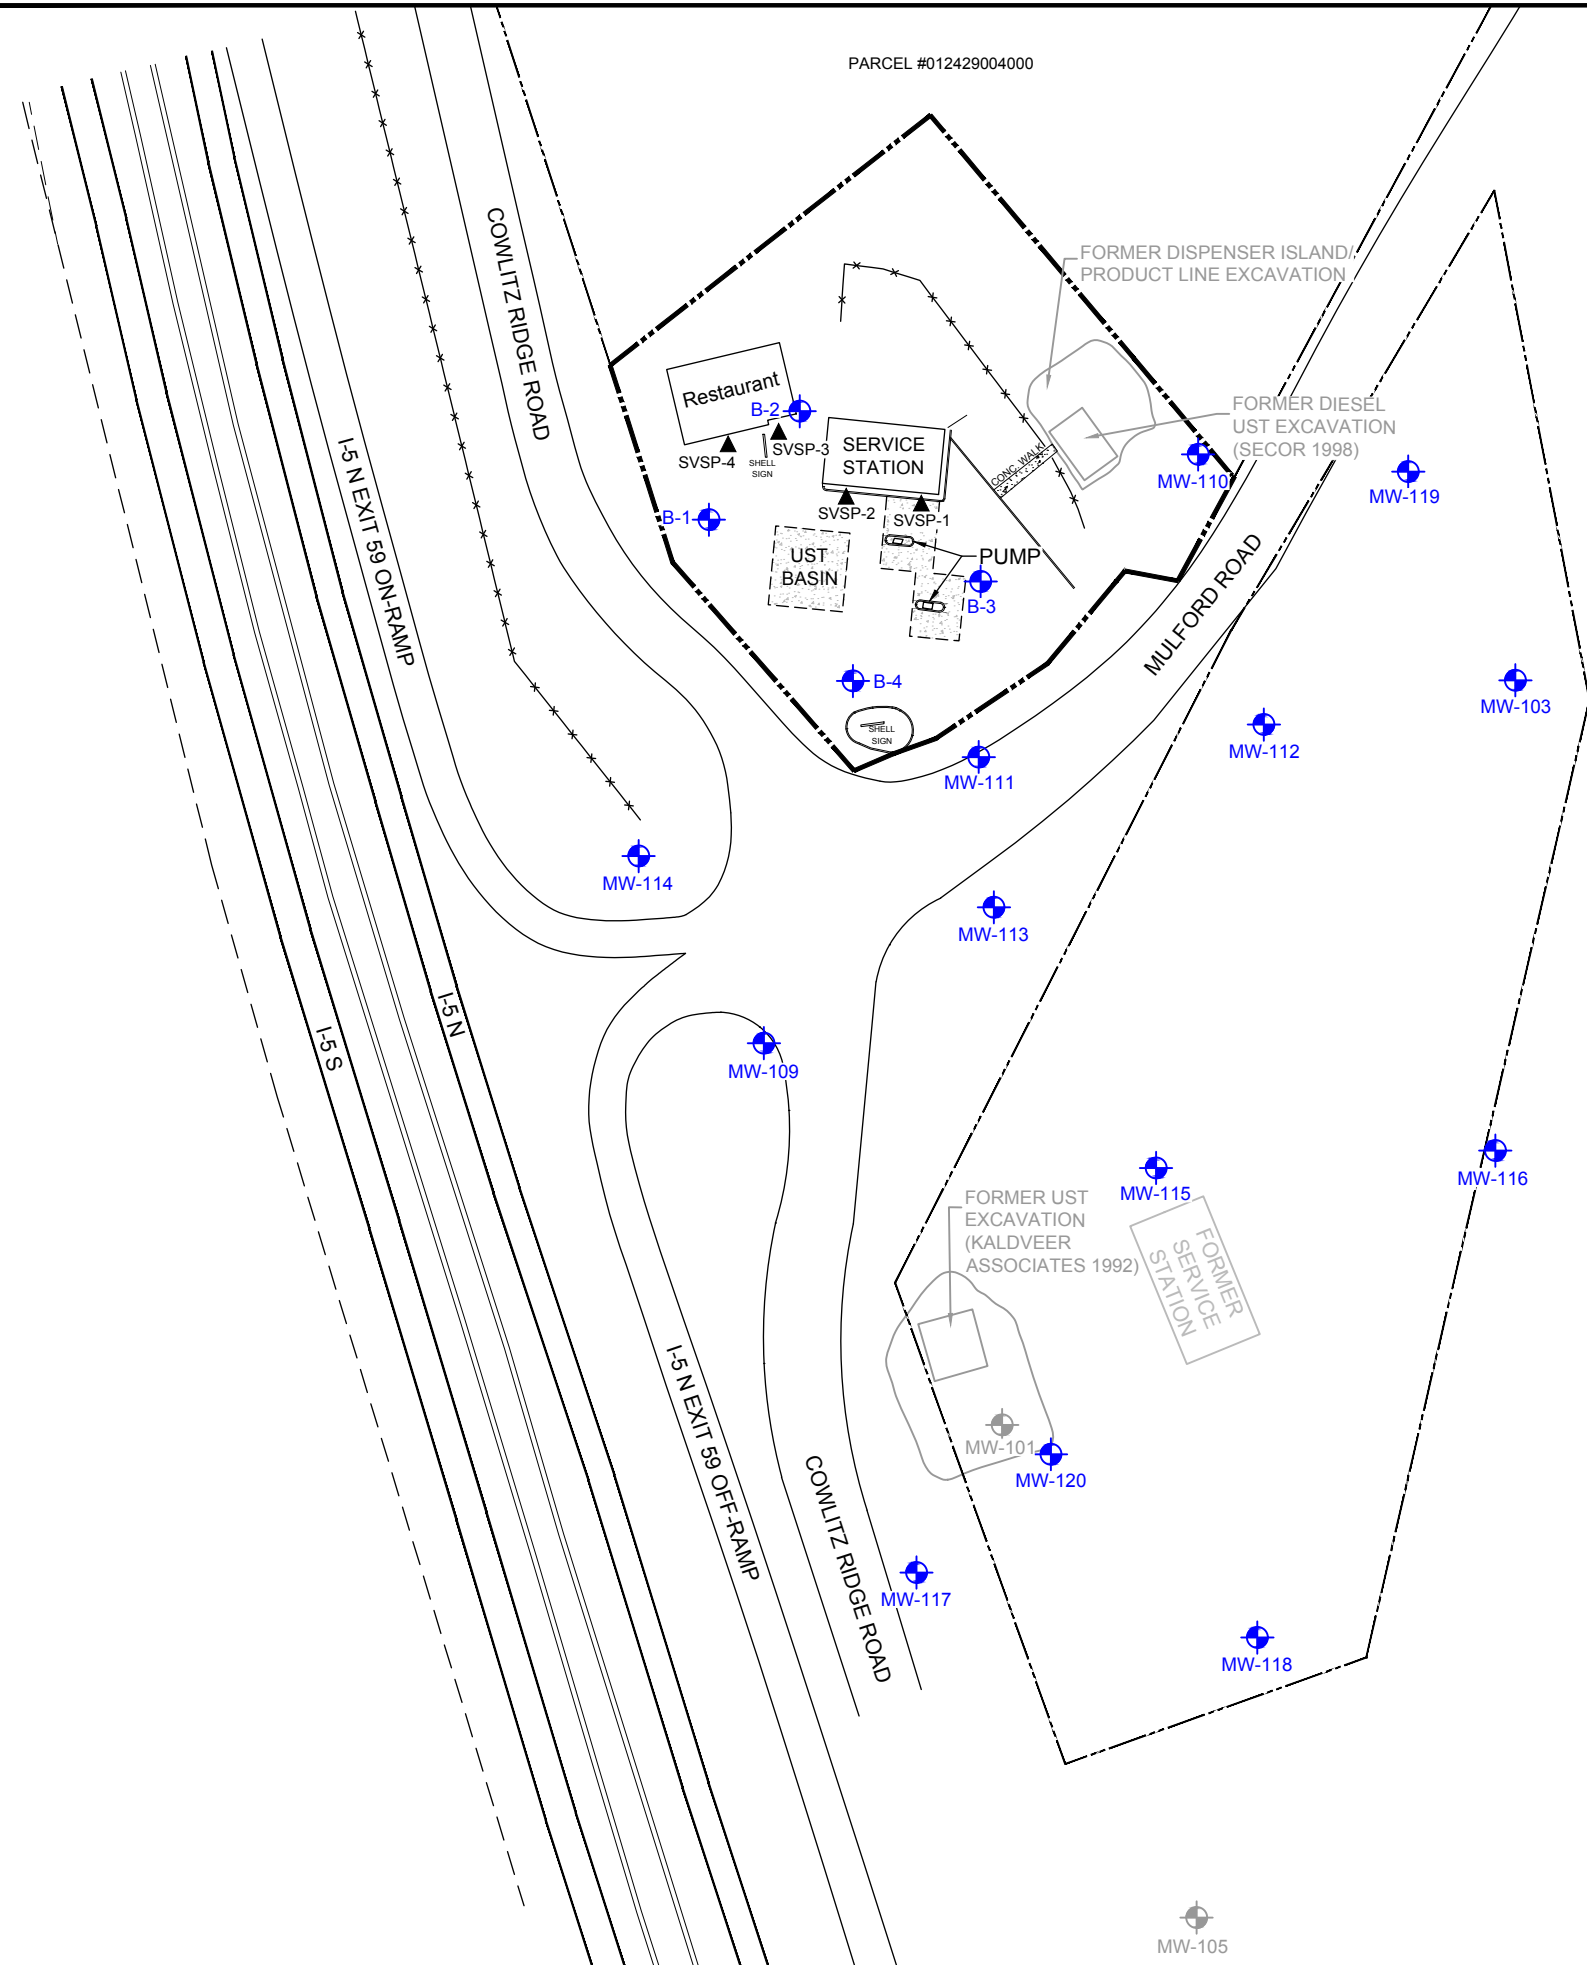 PARCEL #012429004000
COWLITZ RIDGE ROAD
FORMER DISPENSER ISLAND/
PRODUCT LINE EXCAVATION
Restaurant
B-2
SVSP-4
SVSP-3
SHELL
SIGN
SERVICE
STATION
CONC. WALK
FORMER DIESEL
UST EXCAVATION
(SECOR 1998)
MW-110
MW-119
I-5 N EXIT 59 ON-RAMP
B-1
SVSP-2
SVSP-1
UST
BASIN
PUMP
B-3
MULFORD ROAD
B-4
SHELL
SIGN
MW-103
MW-112
MW-111
MW-114
MW-113
I-5 N
I-5 S
MW-109
MW-115
MW-116
FORMER UST
EXCAVATION
(KALDVEER
ASSOCIATES 1992)
FORMER
SERVICE
STATION
I-5 N EXIT 59 OFF-RAMP
MW-101
MW-120
COWLITZ RIDGE ROAD
MW-117
MW-118
MW-105